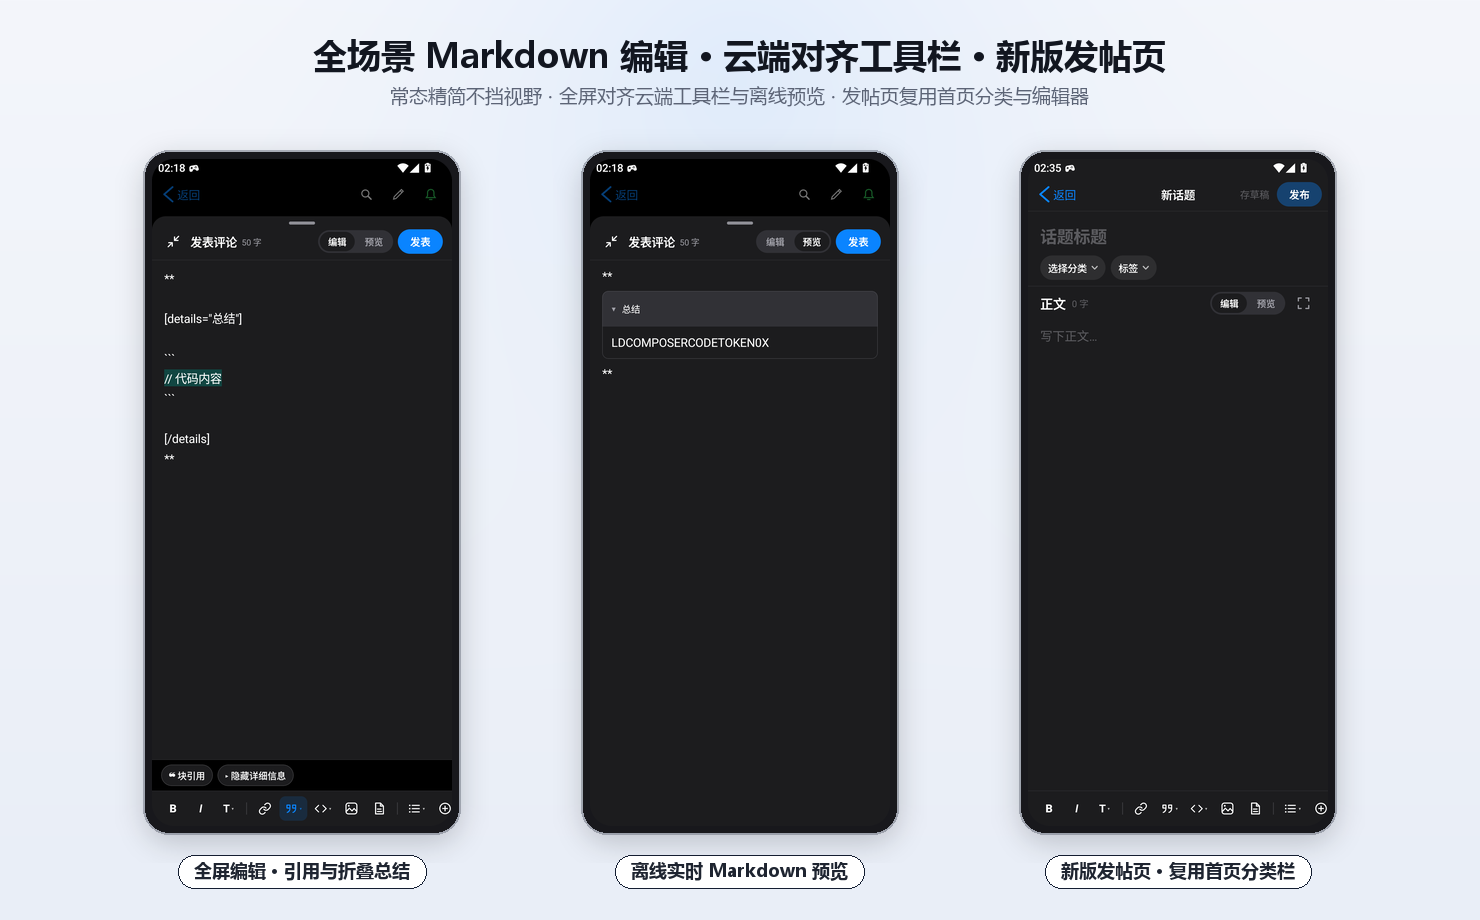 全场景 Markdown 编辑 • 云端对齐工具栏 • 新版发帖页
常态精简不挡视野 · 全屏对齐云端工具栏与离线预览 · 发帖页复用首页分类与编辑器
02:18
返回
发表评论 50 字 编辑 预览 发表
**
[details="总结"]
```
// 代码内容
```
[/details]
**
❝ 块引用 ▸ 隐藏详细信息
B I T
全屏编辑 • 引用与折叠总结
02:18
返回
发表评论 50 字 编辑 预览 发表
**
▾ 总结
LDCOMPOSERCODETOKEN0X
**
离线实时 Markdown 预览
02:35
返回 新话题 存草稿 发布
话题标题
选择分类 标签
正文 0 字 编辑 预览
写下正文...
B I T
新版发帖页 • 复用首页分类栏